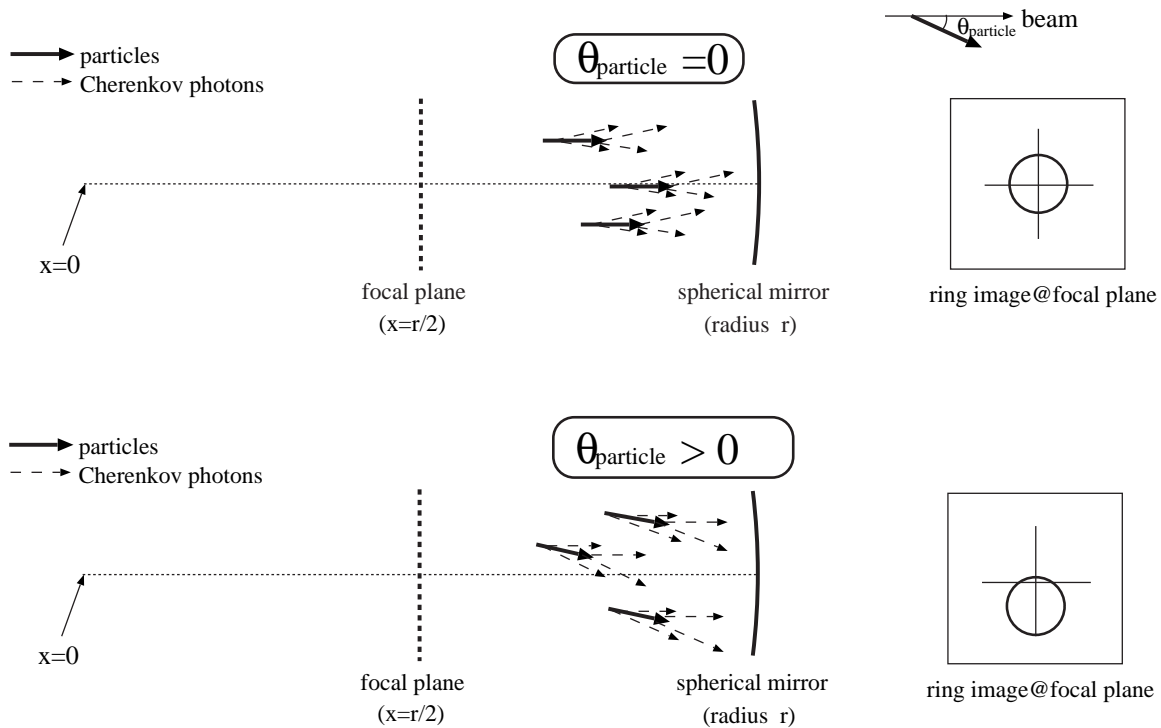 beam
θparticle
particles
Cherenkov photons
θparticle =0
x=0
focal plane
(x=r/2)
spherical mirror
(radius r)
ring image@focal plane
particles
Cherenkov photons
θparticle > 0
x=0
focal plane
(x=r/2)
spherical mirror
(radius r)
ring image@focal plane